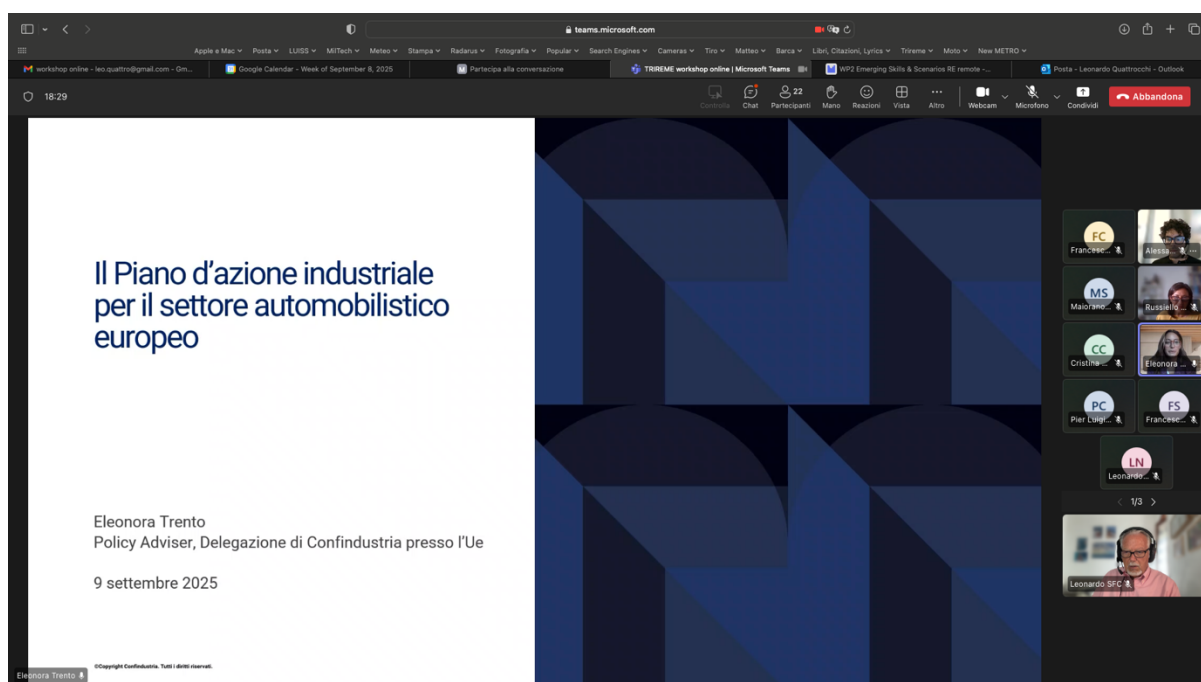 teams.microsoft.com
Apple e Mac Posta LUISS MilTech Meteo Stampa Radarus Fotografia Popular Search Engines Cameras Tiro Matteo Barca Libri, Citazioni, Lyrics Trireme Moto New METRO
workshop online - leo.quattro@gmail.com - Gm... Google Calendar - Week of September 8, 2025 Partecipa alla conversazione TRIREME workshop online | Microsoft Teams WP2 Emerging Skills & Scenarios RE remote -... Posta - Leonardo Quattrocchi - Outlook
18:29
22
Controlla Chat Partecipanti Mano Reazioni Vista Altro Webcam Microfono Condividi Abbandona
Il Piano d'azione industriale
per il settore automobilistico
europeo
Eleonora Trento
Policy Adviser, Delegazione di Confindustria presso l'Ue
9 settembre 2025
©Copyright Confindustria. Tutti i diritti riservati.
Eleonora Trento
FC
Francesc...
Alessa...
MS
Maiorano...
Russiello ...
CC
Cristina ...
Eleonora ...
PC
Pier Luigi...
FS
Francesc...
LN
Leonardo...
1/3
Leonardo SFC